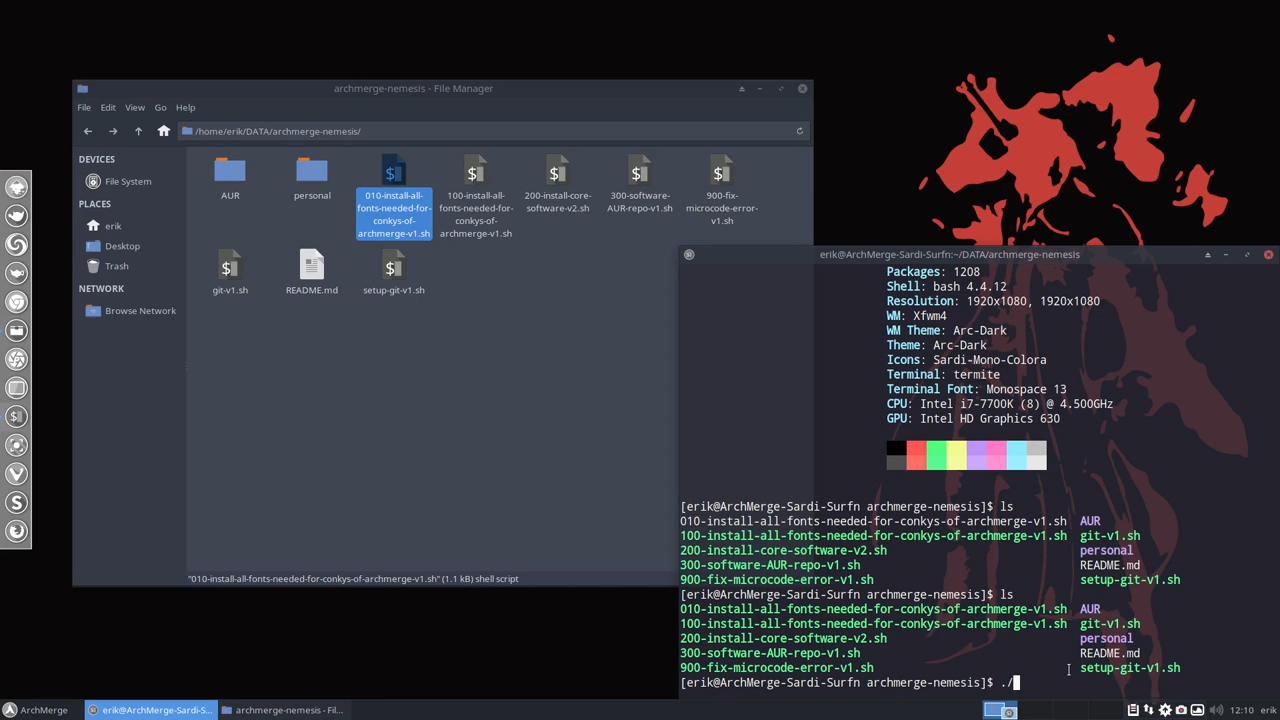 archmerge-nemesis - File Manager
File Edit View Go Help
/home/erik/DATA/archmerge-nemesis/
DEVICES
File System
PLACES
erik
Desktop
Trash
NETWORK
Browse Network
AUR
personal
010-install-all-
fonts-needed-for-
conkys-of-
archmerge-v1.sh
100-install-all-
fonts-needed-for-
conkys-of-
archmerge-v1.sh
200-install-core-
software-v2.sh
300-software-
AUR-repo-v1.sh
900-fix-
microcode-error-
v1.sh
git-v1.sh
README.md
setup-git-v1.sh
"010-install-all-fonts-needed-for-conkys-of-archmerge-v1.sh" (1.1 kB) shell script
erik@ArchMerge-Sardi-Surfn:~/DATA/archmerge-nemesis
Packages: 1208
Shell: bash 4.4.12
Resolution: 1920x1080, 1920x1080
WM: Xfwm4
WM Theme: Arc-Dark
Theme: Arc-Dark
Icons: Sardi-Mono-Colora
Terminal: termite
Terminal Font: Monospace 13
CPU: Intel i7-7700K (8) @ 4.500GHz
GPU: Intel HD Graphics 630
[erik@ArchMerge-Sardi-Surfn archmerge-nemesis]$ ls
010-install-all-fonts-needed-for-conkys-of-archmerge-v1.sh AUR
100-install-all-fonts-needed-for-conkys-of-archmerge-v1.sh git-v1.sh
200-install-core-software-v2.sh personal
300-software-AUR-repo-v1.sh README.md
900-fix-microcode-error-v1.sh setup-git-v1.sh
[erik@ArchMerge-Sardi-Surfn archmerge-nemesis]$ ls
010-install-all-fonts-needed-for-conkys-of-archmerge-v1.sh AUR
100-install-all-fonts-needed-for-conkys-of-archmerge-v1.sh git-v1.sh
200-install-core-software-v2.sh personal
300-software-AUR-repo-v1.sh README.md
900-fix-microcode-error-v1.sh setup-git-v1.sh
[erik@ArchMerge-Sardi-Surfn archmerge-nemesis]$ ./
ArchMerge
erik@ArchMerge-Sardi-S...
archmerge-nemesis - Fil...
12:10 erik